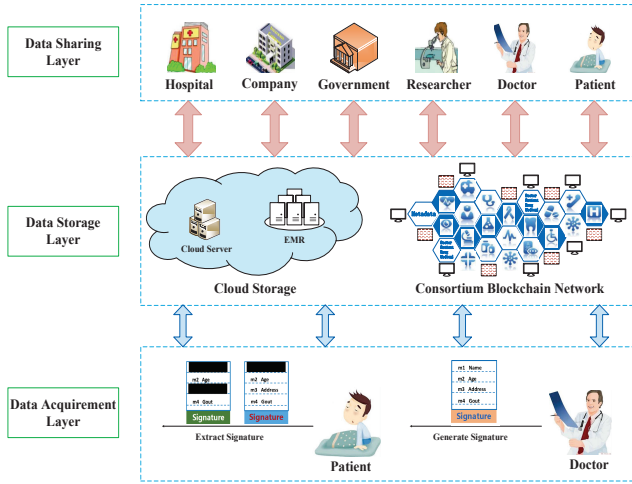 Data Sharing
Layer
Hospital
Company
Government
Researcher
Doctor
Patient
Data Storage
Layer
Cloud Server
EMR
Metadata
Cloud Storage
Consortium Blockchain Network
Data Acquirement
Layer
m2 Age
m4 Gout
Signature
m2 Age
m3 Address
m4 Gout
Signature
Extract Signature
Patient
m1 Name
m2 Age
m3 Address
m4 Gout
Signature
Generate Signature
Doctor